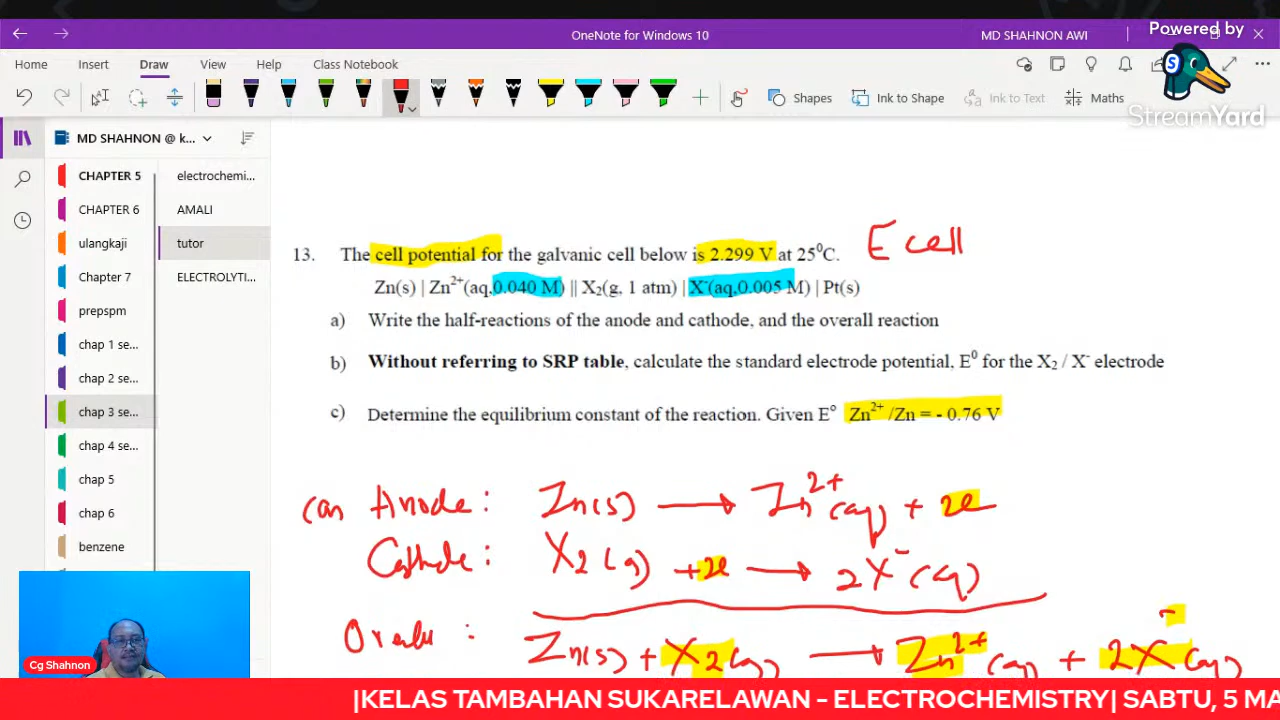 OneNote for Windows 10
MD SHAHNON AWI
Powered by
StreamYard
Home Insert Draw View Help Class Notebook
Shapes Ink to Shape Ink to Text Maths
MD SHAHNON @ k...
CHAPTER 5
CHAPTER 6
ulangkaji
Chapter 7
prepspm
chap 1 se...
chap 2 se...
chap 3 se...
chap 4 se...
chap 5
chap 6
benzene
electrochemi...
AMALI
tutor
ELECTROLYTI...
E cell
13. The cell potential for the galvanic cell below is 2.299 V at 25⁰C.
Zn(s) | Zn²⁺(aq,0.040 M) || X₂(g, 1 atm) | X⁻(aq,0.005 M) | Pt(s)
a) Write the half-reactions of the anode and cathode, and the overall reaction
b) Without referring to SRP table, calculate the standard electrode potential, E⁰ for the X₂ / X⁻ electrode
c) Determine the equilibrium constant of the reaction. Given E° Zn²⁺ /Zn = - 0.76 V
Anode : Zn(s) → Zn²⁺(aq) + 2e
Cathode : X₂(g) + 2e → 2X⁻(aq)
: Zn(s) + X₂(g) → Zn²⁺(aq) + 2X⁻(aq)
Cg Shahnon
|KELAS TAMBAHAN SUKARELAWAN - ELECTROCHEMISTRY| SABTU, 5 MA